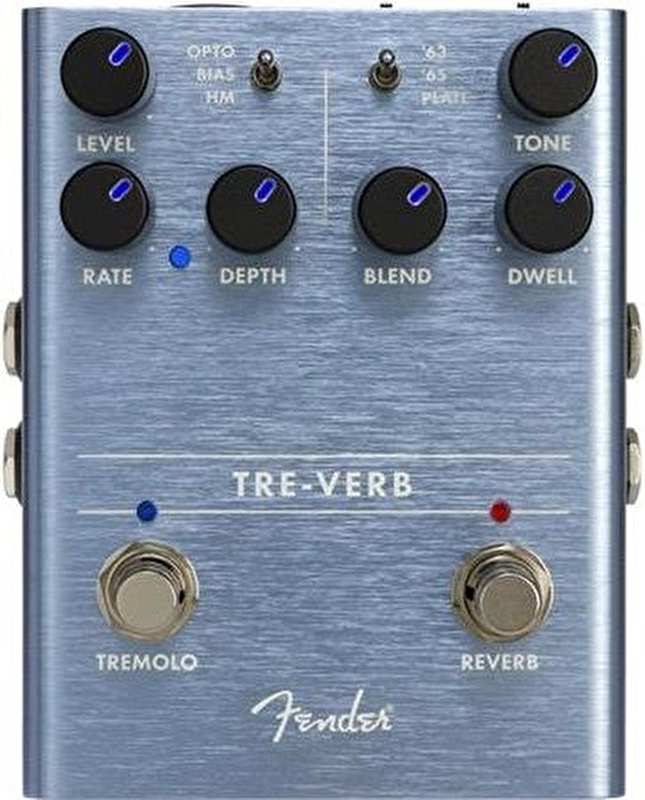 OPTO
BIAS
HM
'63
'65
PLATE
LEVEL
TONE
RATE
DEPTH
BLEND
DWELL
TRE-VERB
TREMOLO
REVERB
Fender